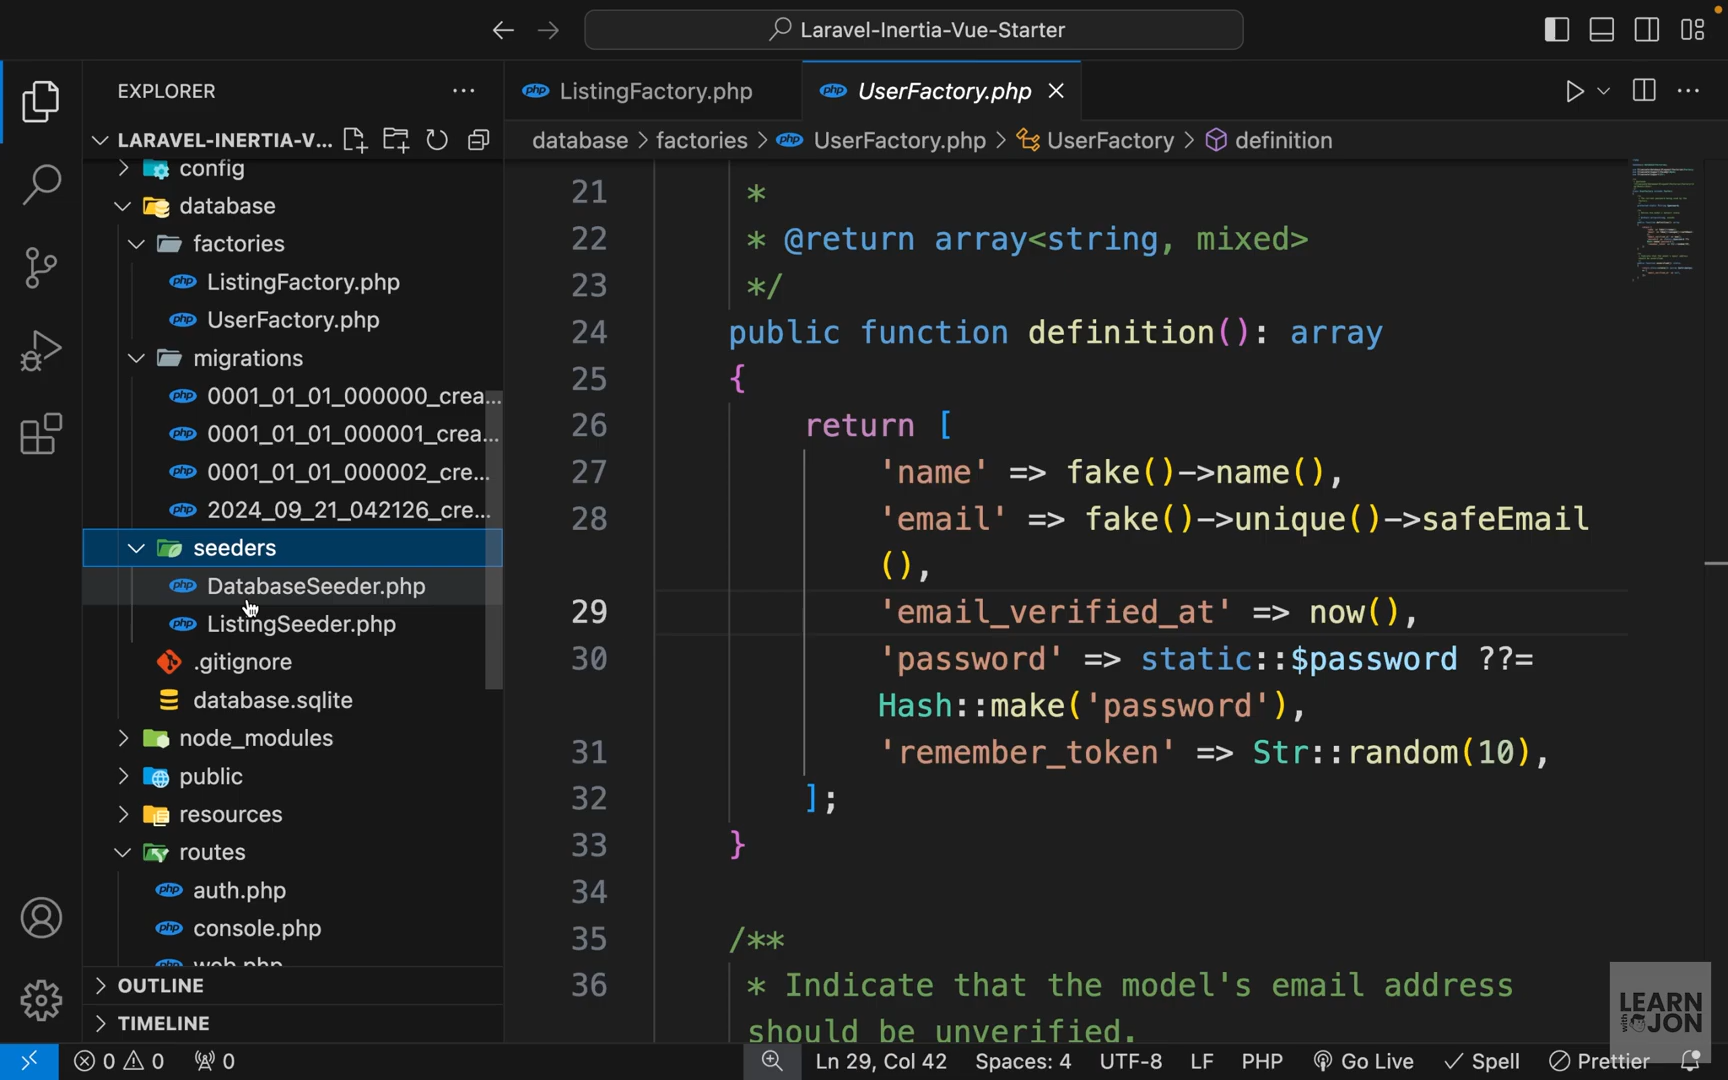 Laravel-Inertia-Vue-Starter
EXPLORER
LARAVEL-INERTIA-V...
config
database
factories
ListingFactory.php
UserFactory.php
migrations
0001_01_01_000000_crea...
0001_01_01_000001_crea...
0001_01_01_000002_cre...
2024_09_21_042126_cre...
seeders
DatabaseSeeder.php
ListingSeeder.php
.gitignore
database.sqlite
node_modules
public
resources
routes
auth.php
console.php
web.php
OUTLINE
TIMELINE
ListingFactory.php
UserFactory.php
database > factories > UserFactory.php > UserFactory > definition
21 *
22 * @return array<string, mixed>
23 */
24 public function definition(): array
25 {
26 return [
27 'name' => fake()->name(),
28 'email' => fake()->unique()->safeEmail
(),
29 'email_verified_at' => now(),
30 'password' => static::$password ??=
Hash::make('password'),
31 'remember_token' => Str::random(10),
32 ];
33 }
34
35 /**
36 * Indicate that the model's email address
should be unverified.
LEARN
with JON
0 0 0 Ln 29, Col 42 Spaces: 4 UTF-8 LF PHP Go Live Spell Prettier